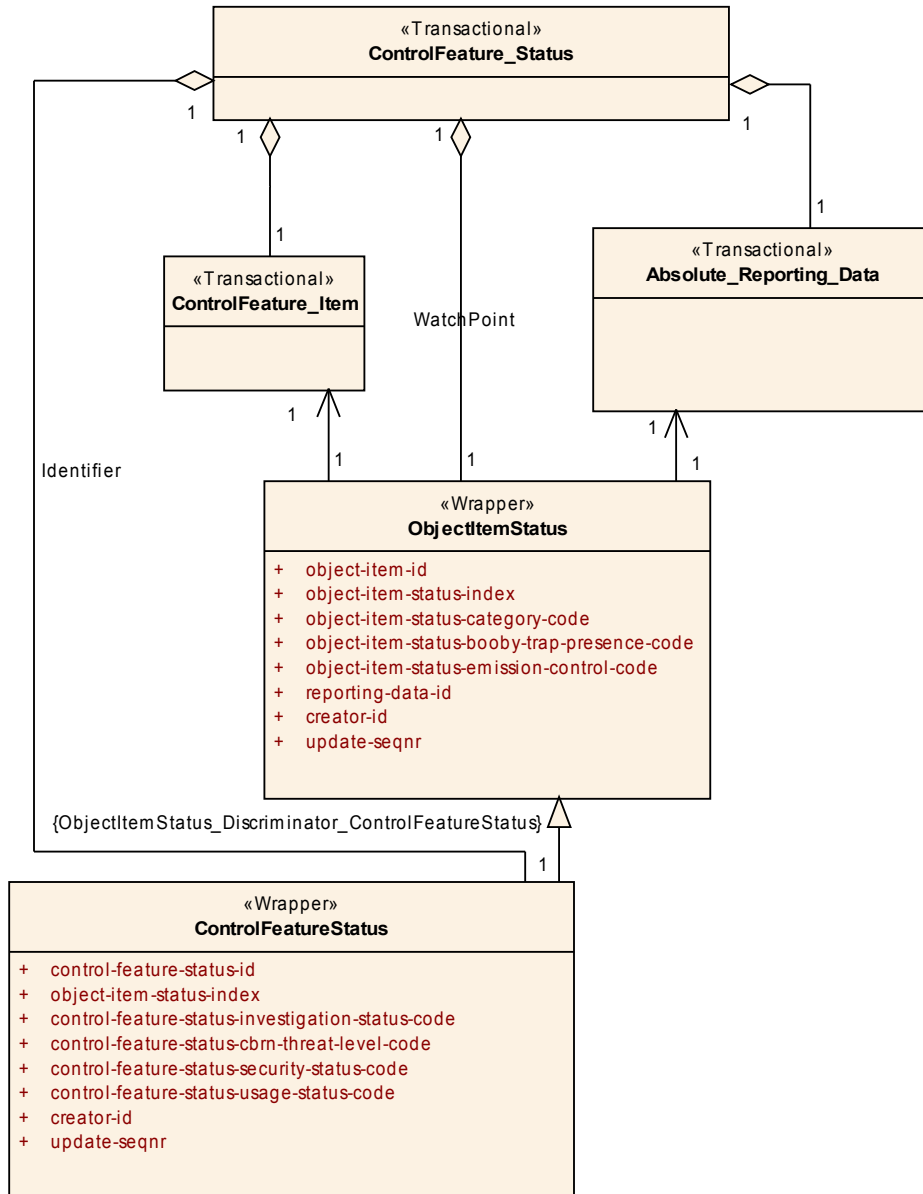 «Transactional»
ControlFeature_Status
1
1
1
1
1
1
«Transactional»
ControlFeature_Item
«Transactional»
Absolute_Reporting_Data
WatchPoint
1
1
1
1
1
Identifier
«Wrapper»
ObjectItemStatus
+ object-item-id
+ object-item-status-index
+ object-item-status-category-code
+ object-item-status-booby-trap-presence-code
+ object-item-status-emission-control-code
+ reporting-data-id
+ creator-id
+ update-seqnr
{ObjectItemStatus_Discriminator_ControlFeatureStatus}
1
«Wrapper»
ControlFeatureStatus
+ control-feature-status-id
+ object-item-status-index
+ control-feature-status-investigation-status-code
+ control-feature-status-cbrn-threat-level-code
+ control-feature-status-security-status-code
+ control-feature-status-usage-status-code
+ creator-id
+ update-seqnr